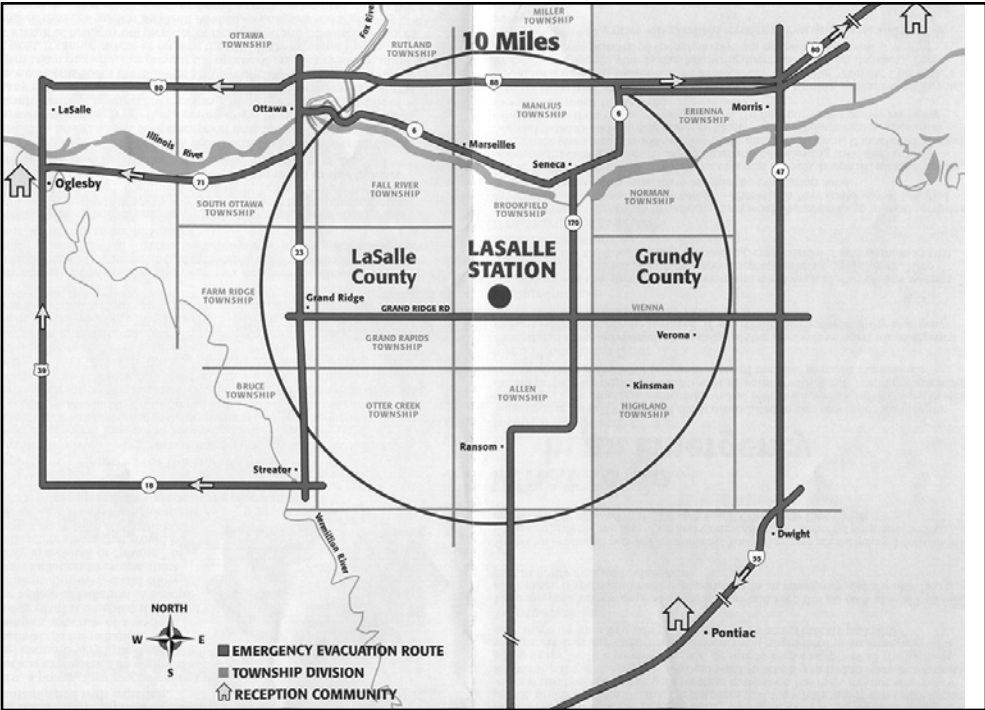 MILLER
TOWNSHIP
OTTAWA
TOWNSHIP
Fox River
RUTLAND
TOWNSHIP
10 Miles
80
80
80
LaSalle
Ottawa
MANLIUS
TOWNSHIP
6
ERIENNA
TOWNSHIP
Morris
Illinois River
6
Marseilles
Seneca
71
Oglesby
47
FALL RIVER
TOWNSHIP
NORMAN
TOWNSHIP
SOUTH OTTAWA
TOWNSHIP
BROOKFIELD
TOWNSHIP
170
23
LaSalle
County
LASALLE
STATION
Grundy
County
FARM RIDGE
TOWNSHIP
Grand Ridge
GRAND RIDGE RD
VIENNA
GRAND RAPIDS
TOWNSHIP
Verona
39
BRUCE
TOWNSHIP
ALLEN
TOWNSHIP
Kinsman
OTTER CREEK
TOWNSHIP
HIGHLAND
TOWNSHIP
Ransom
Streator
18
Vermillion River
Dwight
55
NORTH
W E
S
Pontiac
EMERGENCY EVACUATION ROUTE
TOWNSHIP DIVISION
RECEPTION COMMUNITY